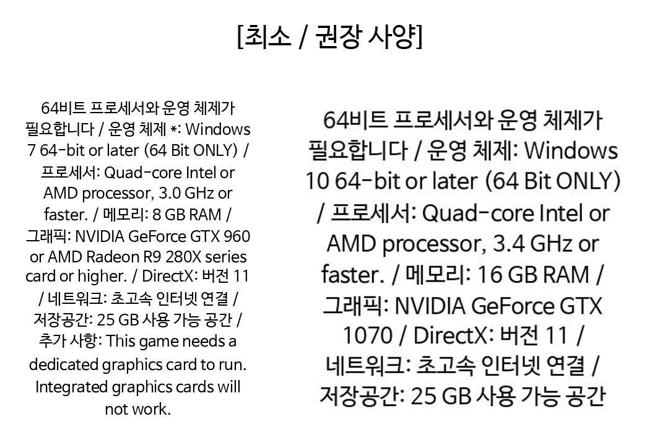 [최소 / 권장 사양]
64비트 프로세서와 운영 체제가
필요합니다 / 운영 체제 *: Windows
7 64-bit or later (64 Bit ONLY) /
프로세서: Quad-core Intel or
AMD processor, 3.0 GHz or
faster. / 메모리: 8 GB RAM /
그래픽: NVIDIA GeForce GTX 960
or AMD Radeon R9 280X series
card or higher. / DirectX: 버전 11
/ 네트워크: 초고속 인터넷 연결 /
저장공간: 25 GB 사용 가능 공간 /
추가 사항: This game needs a
dedicated graphics card to run.
Integrated graphics cards will
not work.
64비트 프로세서와 운영 체제가
필요합니다 / 운영 체제: Windows
10 64-bit or later (64 Bit ONLY)
/ 프로세서: Quad-core Intel or
AMD processor, 3.4 GHz or
faster. / 메모리: 16 GB RAM /
그래픽: NVIDIA GeForce GTX
1070 / DirectX: 버전 11 /
네트워크: 초고속 인터넷 연결 /
저장공간: 25 GB 사용 가능 공간